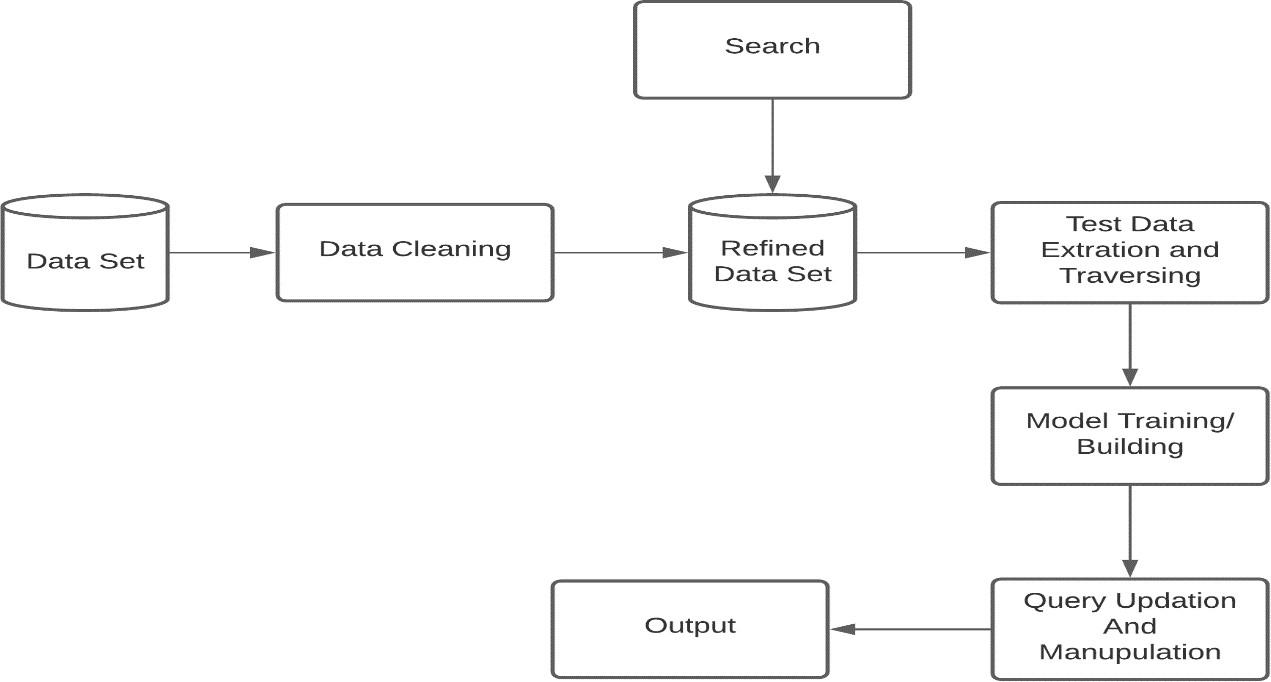 Search
Data Set
Data Cleaning
Refined
Data Set
Test Data
Extration and
Traversing
Model Training/
Building
Query Updation
And
Manupulation
Output